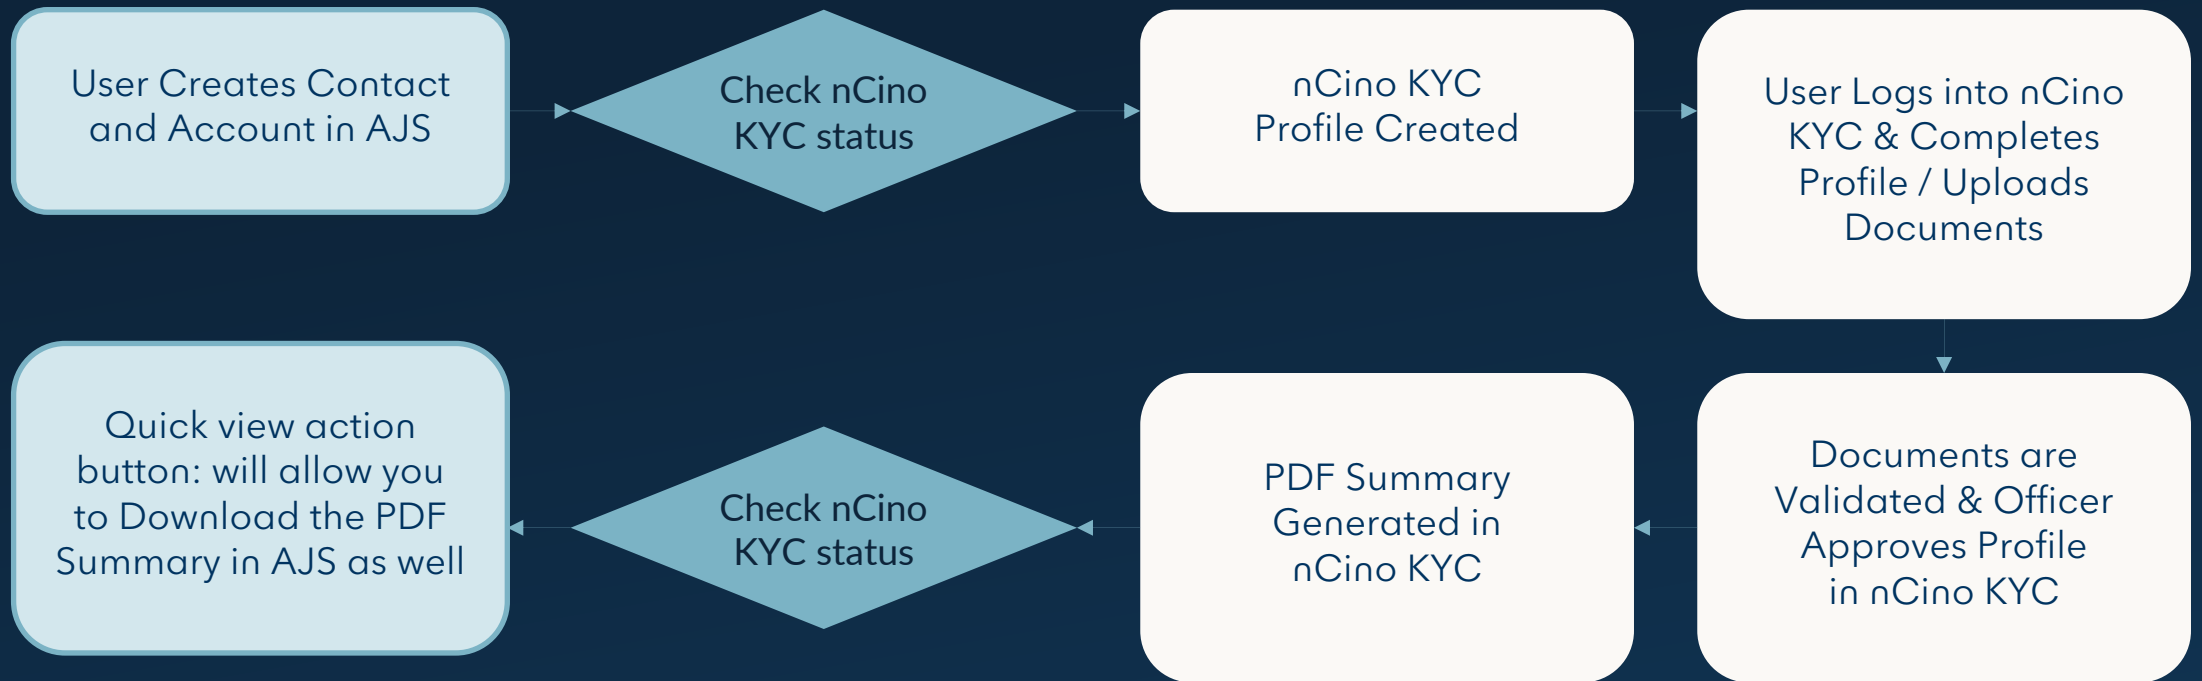 User Creates Contact
and Account in AJS
Check nCino
KYC status
nCino KYC
Profile Created
User Logs into nCino
KYC & Completes
Profile / Uploads
Documents
Documents are
Validated & Officer
Approves Profile
in nCino KYC
PDF Summary
Generated in
nCino KYC
Check nCino
KYC status
Quick view action
button: will allow you
to Download the PDF
Summary in AJS as well